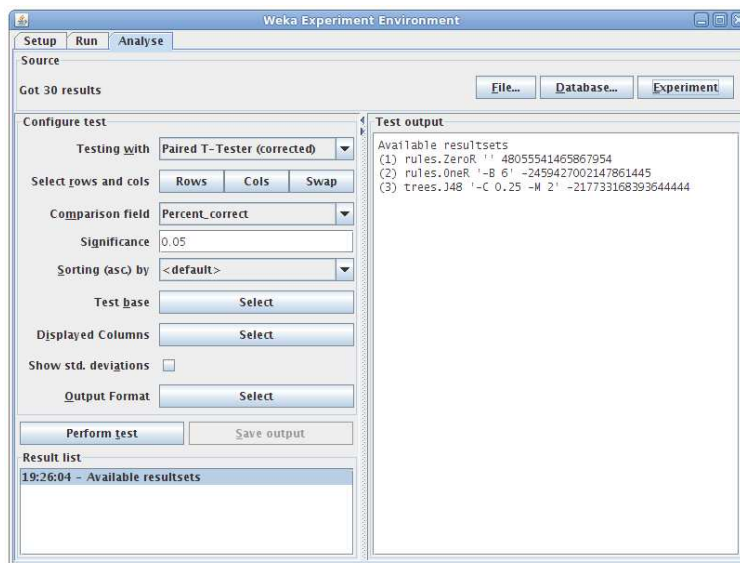 Weka Experiment Environment
Setup Run Analyse
Source
Got 30 results
File... Database... Experiment
Configure test
Testing with Paired T-Tester (corrected)
Select rows and cols Rows Cols Swap
Comparison field Percent_correct
Significance 0.05
Sorting (asc.) by <default>
Test base Select
Displayed Columns Select
Show std. deviations
Output Format Select
Perform test Save output
Result list
19:26:04 - Available resultsets
Test output
Available resultsets
(1) rules.ZeroR '' 48055541465867954
(2) rules.OneR '-B 6' -2459427002147861445
(3) trees.J48 '-C 0.25 -M 2' -217733168393644444